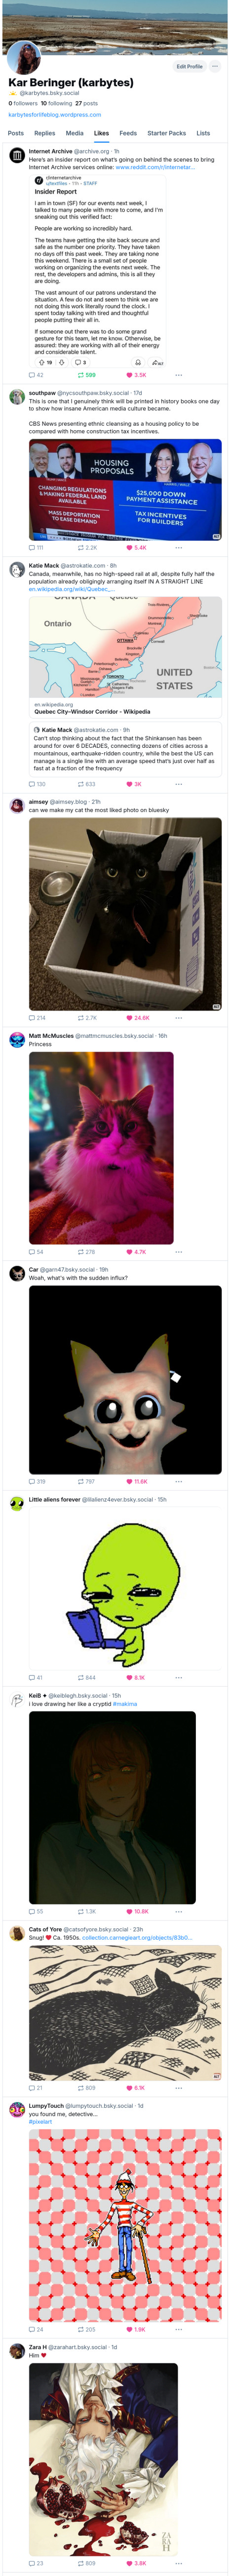 Edit Profile
Kar Beringer (karbytes)
@karbytes.bsky.social
0 followers 10 following 27 posts
karbytesforlifeblog.wordpress.com
Posts Replies Media Likes Feeds Starter Packs Lists
Internet Archive @archive.org · 1h
Here's an insider report on what's going on behind the scenes to bring
Internet Archive services online: www.reddit.com/r/internetar...
r/internetarchive
u/textfiles · 11h · STAFF
Insider Report
I am in town (SF) for our events next week, I
talked by people who were in to come, and I'm
sneaking out this verified fact:
People are working so incredibly hard.
The teams have getting the site back secure and
safe as the number one priority. They're taking
no days off this past week. They are taking none
this weekend. There is a small set of people
working on organizing the events next week. The
rest, the developers and admins, this is all they
are doing.
The vast majority of our patrons understand the
situation. A few do not and seem to think we are
not doing this work literally round the clock. I
spent today talking with tired and thoughtful
people putting their all in.
If someone out there was to do some grand
gesture for this team, let me know. Otherwise, be
aware they're working with all of their energy
and considerable talent.
19 3
42 599 3.5K
southpaw @nycsouthpaw.bsky.social · 17d
This is one that I genuinely think will be printed in history books one day
to show how insane American media culture became.
CBS News presenting ethnic cleansing as a housing policy to be
compared with home construction tax incentives.
HOUSING
PROPOSALS
CHANGING REGULATIONS
& MAKING FEDERAL LAND
AVAILABLE
MASS DEPORTATION
TO EASE DEMAND
$25,000 DOWN
PAYMENT ASSISTANCE
TAX INCENTIVES
FOR BUILDERS
ALT
111 2.2K 5.4K
Katie Mack @astrokatie.com · 8h
Canada, meanwhile, has no high-speed rail at all, despite fully half the
population already obligingly arranging itself IN A STRAIGHT LINE
en.wikipedia.org/wiki/Quebec_...
CANADA Quebec
Ontario
OTTAWA
TORONTO
UNITED
STATES
en.wikipedia.org
Quebec City–Windsor Corridor - Wikipedia
Katie Mack @astrokatie.com · 9h
Can't stop thinking about the fact that the Shinkansen has been
around for over 6 DECADES, connecting dozens of cities across a
mountainous, earthquake-ridden country, while the best the US can
manage is a single line with an average speed that's just over half as
fast at a fraction of the frequency
130 633 3K
aimsey @aimsey.blog · 21h
can we make my cat the most liked photo on bluesky
ALT
214 2.7K 24.6K
Matt McMuscles @mattmcmuscles.bsky.social · 16h
Princess
54 278 4.7K
Car @garn47.bsky.social · 19h
Woah, what's with the sudden influx?
319 797 11.6K
Little aliens forever @lilalienz4ever.bsky.social · 15h
41 844 8.1K
KeiB @keiblegh.bsky.social · 15h
I love drawing her like a cryptid #makima
55 1.3K 10.8K
Cats of Yore @catsofyore.bsky.social · 23h
Snug! Ca. 1950s. collection.carnegieart.org/objects/83b0...
ALT
21 809 6.1K
LumpyTouch @lumpytouch.bsky.social · 1d
you found me, detective...
#pixelart
24 205 1.9K
Zara H @zarahart.bsky.social · 1d
Him
ZA
ZA
H
23 809 3.8K